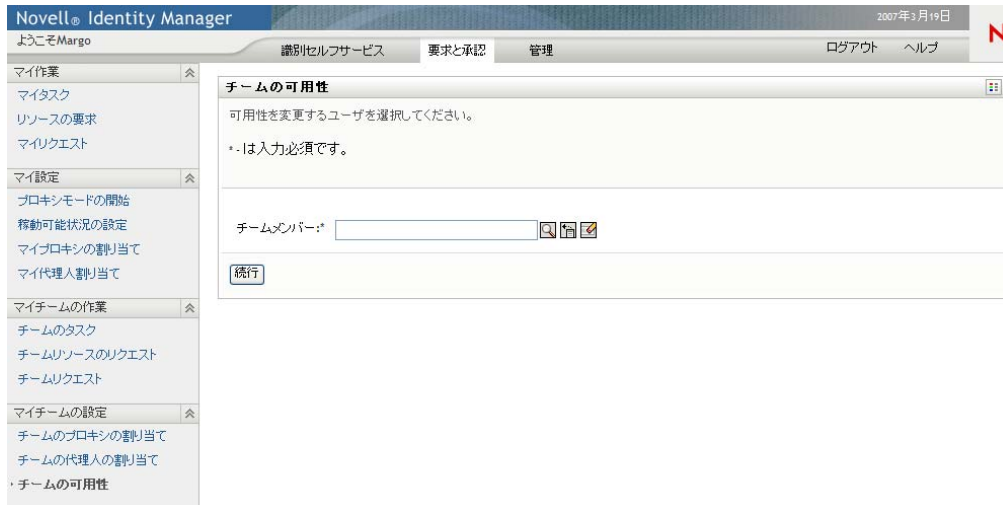 Novell® Identity Manager
2007年3月19日
ようこそMargo
識別セルフサービス 要求と承認 管理
ログアウト ヘルプ
N
マイ作業
マイタスク
リソースの要求
マイリクエスト
マイ設定
プロキシモードの開始
稼動可能状況の設定
マイプロキシの割り当て
マイ代理人割り当て
マイチームの作業
チームのタスク
チームリソースのリクエスト
チームリクエスト
マイチームの設定
チームのプロキシの割り当て
チームの代理人の割り当て
チームの可用性
チームの可用性
可用性を変更するユーザを選択してください。
* - は入力必須です。
チームメンバー:*
続行